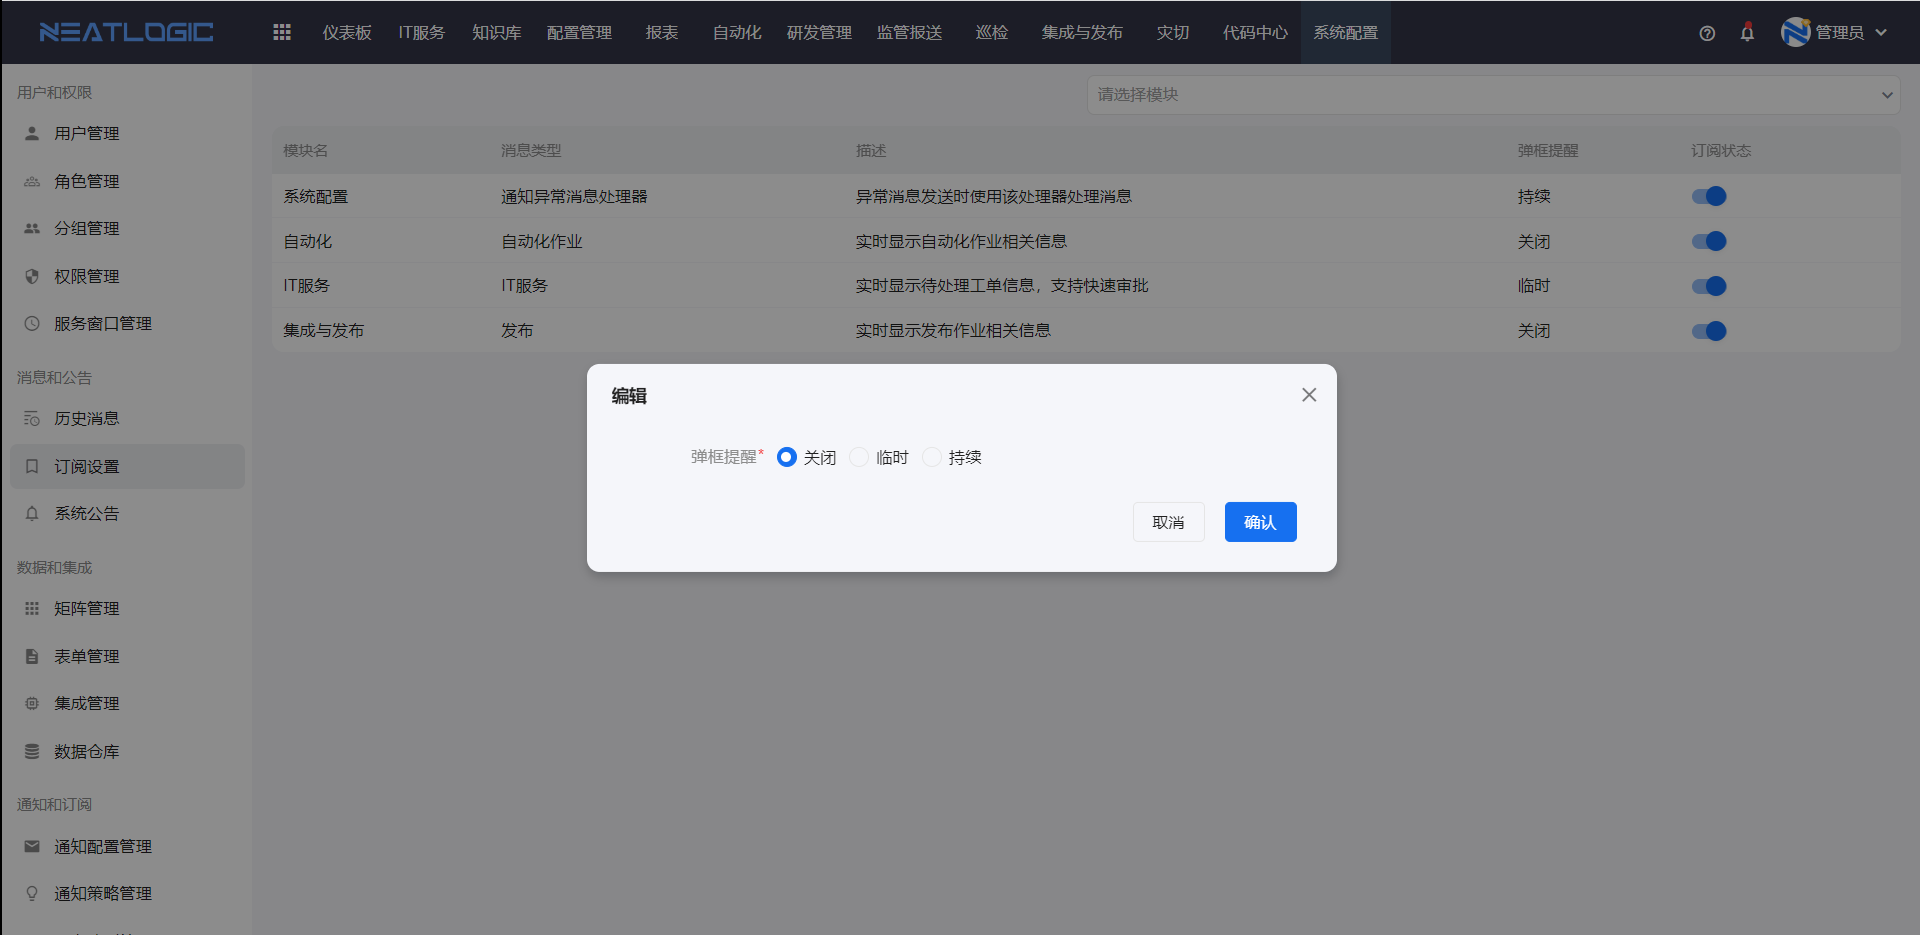 NEATLOGIC 仪表板 IT服务 知识库 配置管理 报表 自动化 研发管理 监管报送 巡检 集成与发布 灾切 代码中心 系统配置 管理员
用户和权限
用户管理
角色管理
分组管理
权限管理
服务窗口管理
消息和公告
历史消息
订阅设置
系统公告
数据和集成
矩阵管理
表单管理
集成管理
数据仓库
通知和订阅
通知配置管理
通知策略管理
请选择模块
模块名 消息类型 描述 弹框提醒 订阅状态
系统配置 通知异常消息处理器 异常消息发送时使用该处理器处理消息 持续
自动化 自动化作业 实时显示自动化作业相关信息 关闭
IT服务 IT服务 实时显示待处理工单信息，支持快速审批 临时
集成与发布 发布 实时显示发布作业相关信息 关闭
编辑
弹框提醒* 关闭 临时 持续
取消 确认